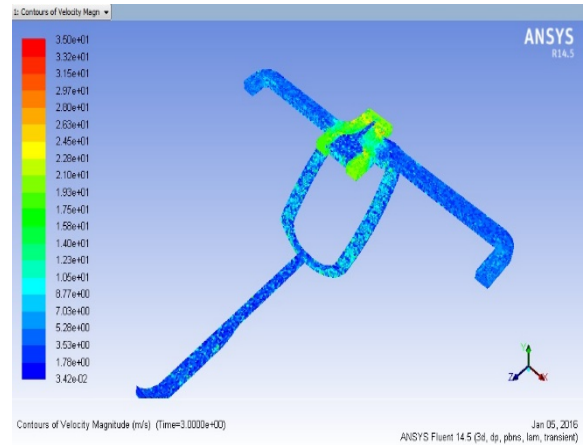 1: Contours of Velocity Magn
ANSYS
R14.5
3.50e+01
3.32e+01
3.15e+01
2.97e+01
2.80e+01
2.63e+01
2.45e+01
2.28e+01
2.10e+01
1.93e+01
1.75e+01
1.58e+01
1.40e+01
1.23e+01
1.05e+01
8.77e+00
7.03e+00
5.28e+00
3.53e+00
1.78e+00
3.42e-02
Y
Z
X
Contours of Velocity Magnitude (m/s) (Time=3.0000e+00)
Jan 05, 2016
ANSYS Fluent 14.5 (3d, dp, pbns, lam, transient)